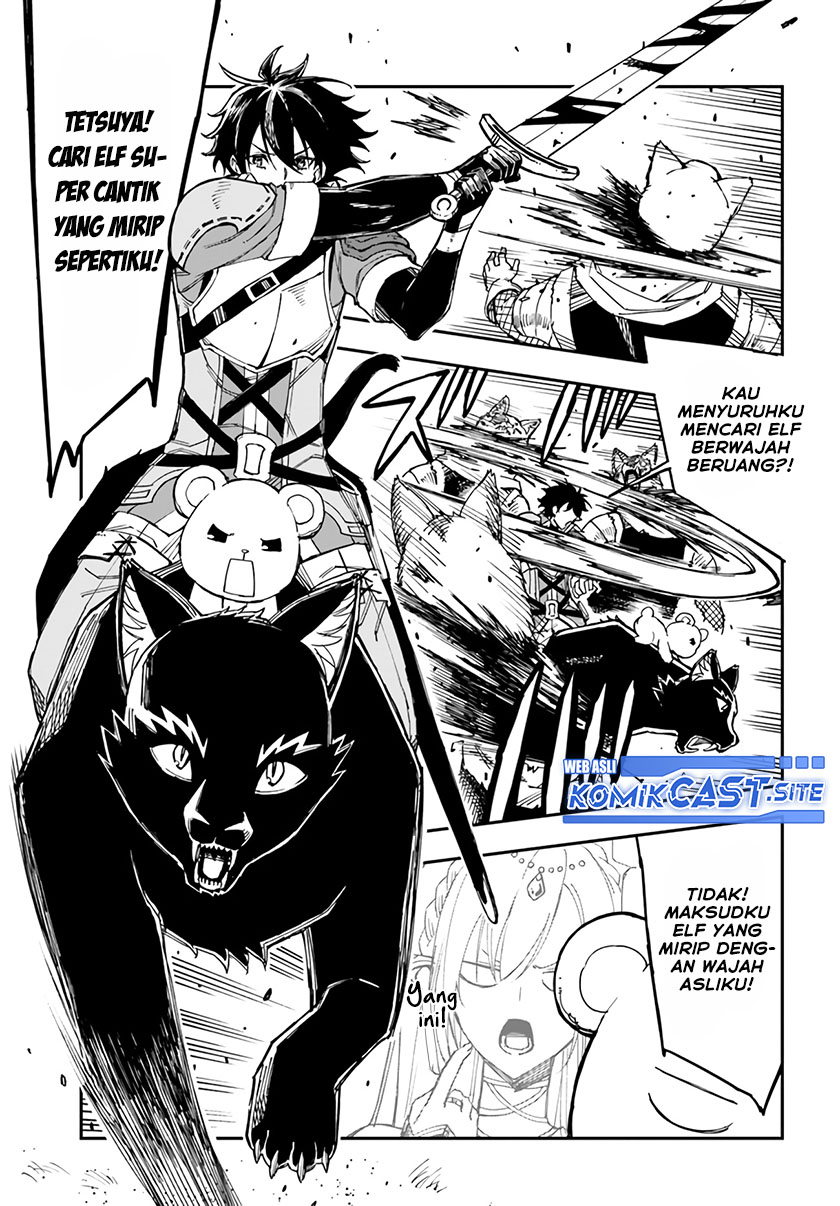 TETSUYA!
CARI ELF SU-
PER CANTIK
YANG MIRIP
SEPERTIKU!
KAU
MENYURUHKU
MENCARI ELF
BERWAJAH
BERUANG?!
WEB ASLI
KOMIKCAST.SITE
TIDAK!
MAKSUDKU
ELF YANG
MIRIP DENG-
AN WAJAH
ASLIKU!
Yang
ini!